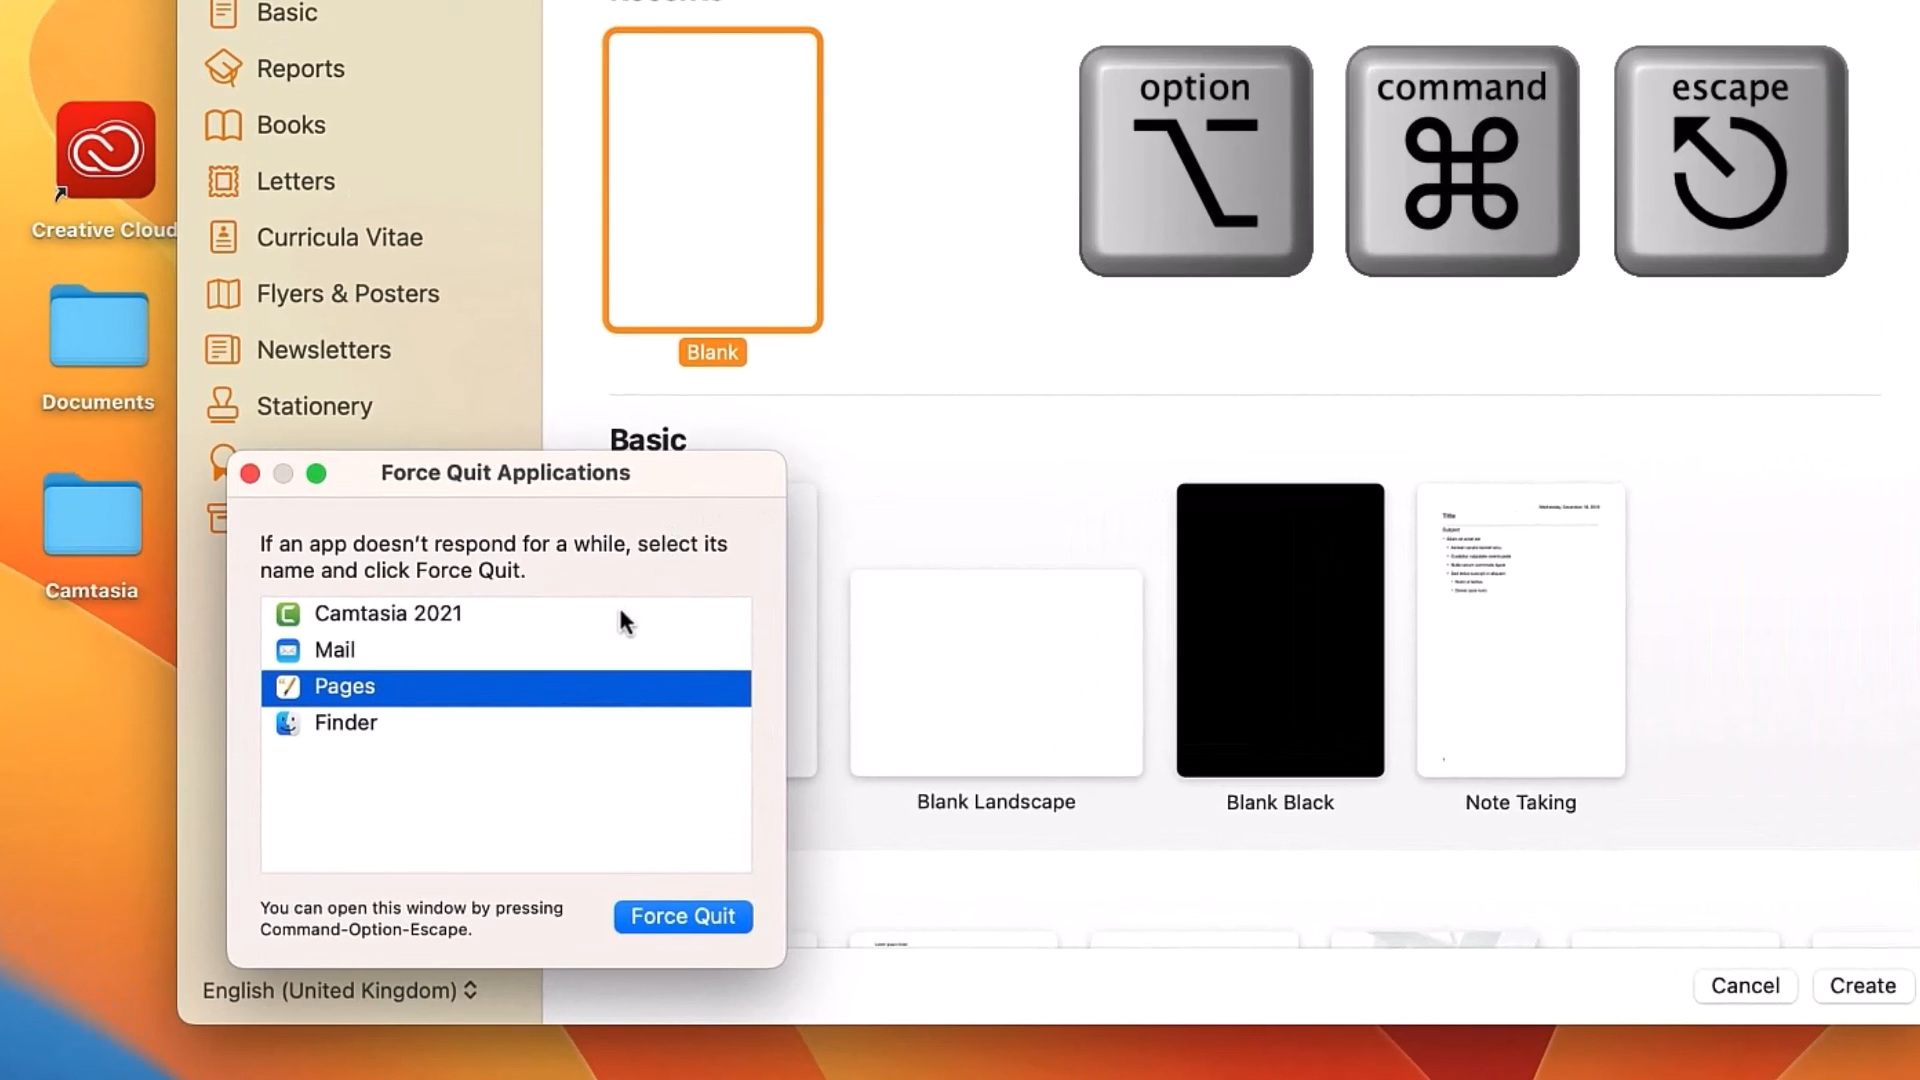 Basic
Reports
Books
Letters
Curricula Vitae
Flyers & Posters
Newsletters
Stationery
English (United Kingdom)
Creative Cloud
Documents
Camtasia
Blank
option
command
escape
Basic
Blank Landscape
Blank Black
Title
Subject
Note Taking
Force Quit Applications
If an app doesn’t respond for a while, select its
name and click Force Quit.
Camtasia 2021
Mail
Pages
Finder
You can open this window by pressing
Command-Option-Escape.
Force Quit
Cancel
Create